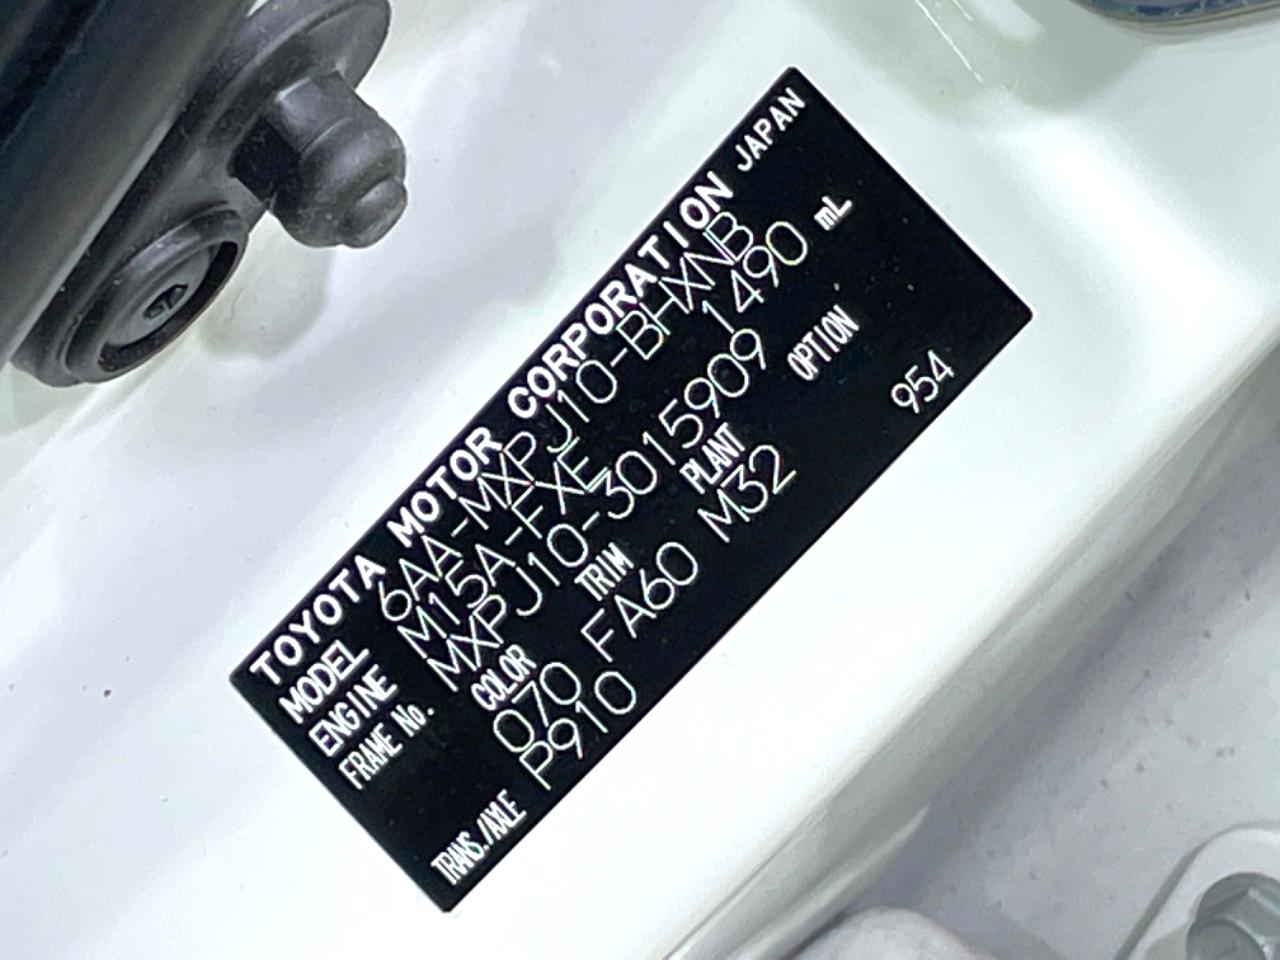 TOYOTA MOTOR CORPORATION JAPAN
MODEL 6AA-MXPJ10-BHXNB
ENGINE M15A-FXE 1490 mL
FRAME No. MXPJ10-3015909
COLOR TRIM PLANT OPTION
070 FA60 M32
TRANS./AXLE P910 954